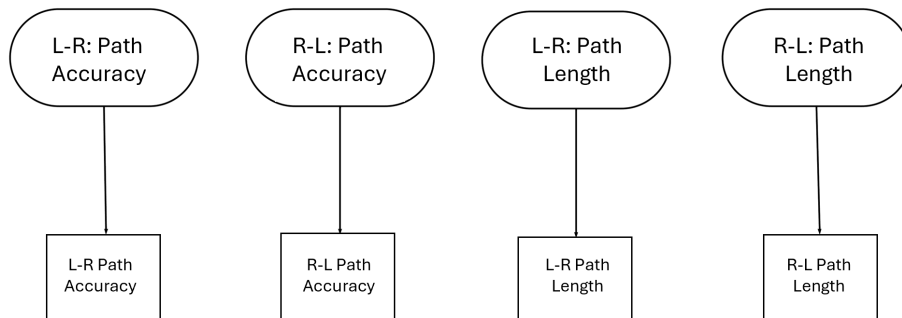 L-R: Path
Accuracy
R-L: Path
Accuracy
L-R: Path
Length
R-L: Path
Length
L-R Path
Accuracy
R-L Path
Accuracy
L-R Path
Length
R-L Path
Length